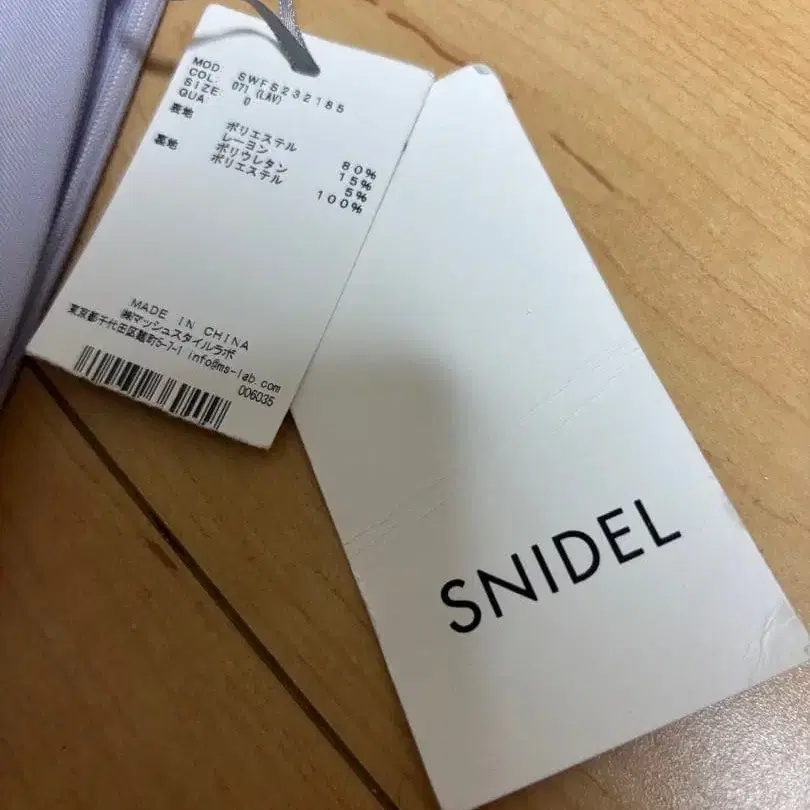 MOD: SWFS232185
COL: 071 (LAV)
SIZE: 0
QUA
表地 ポリエステル 80%
レーヨン 15%
ポリウレタン 5%
裏地 ポリエステル 100%
MADE IN CHINA
㈱マッシュスタイルラボ
東京都千代田区麹町5-7-1 info@ms-lab.com
006035
SNIDEL